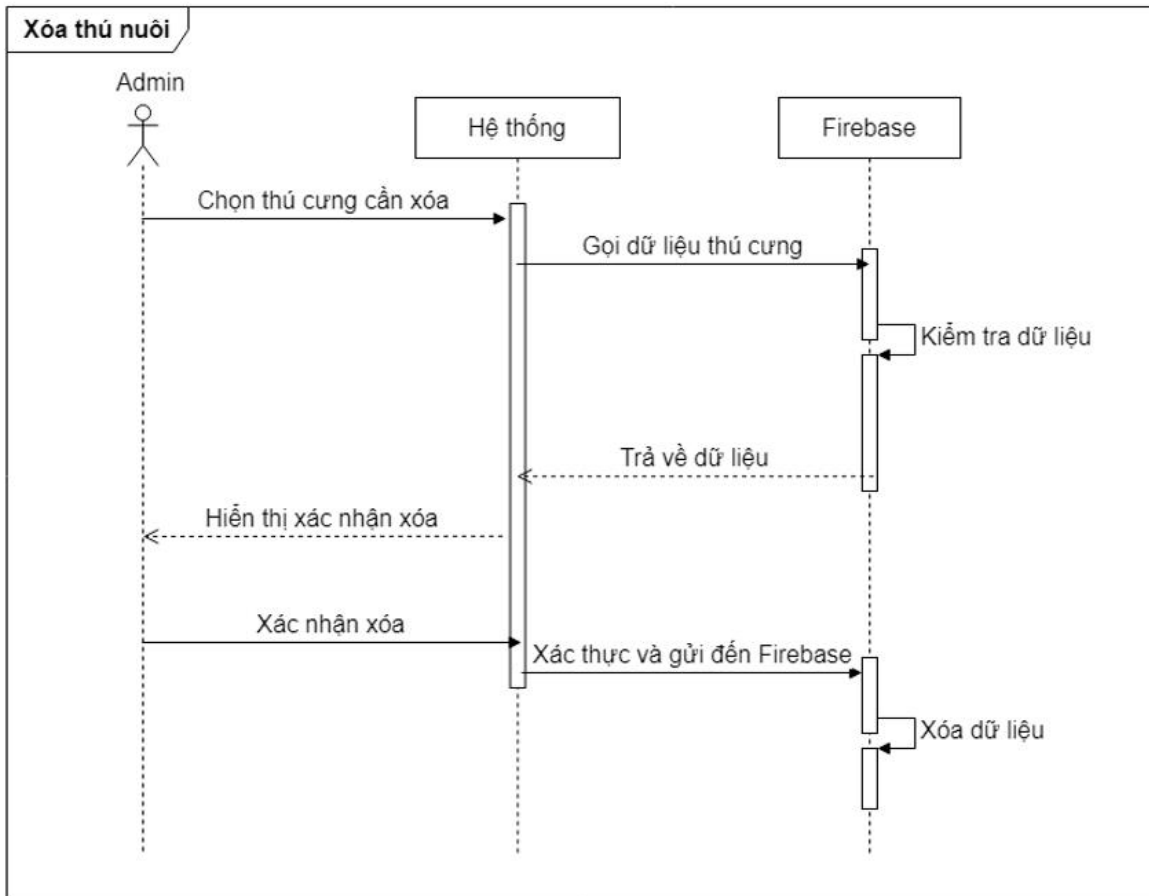 Xóa thú nuôi
Admin
Hệ thống
Firebase
Chọn thú cưng cần xóa
Gọi dữ liệu thú cưng
Kiểm tra dữ liệu
Trả về dữ liệu
Hiển thị xác nhận xóa
Xác nhận xóa
Xác thực và gửi đến Firebase
Xóa dữ liệu